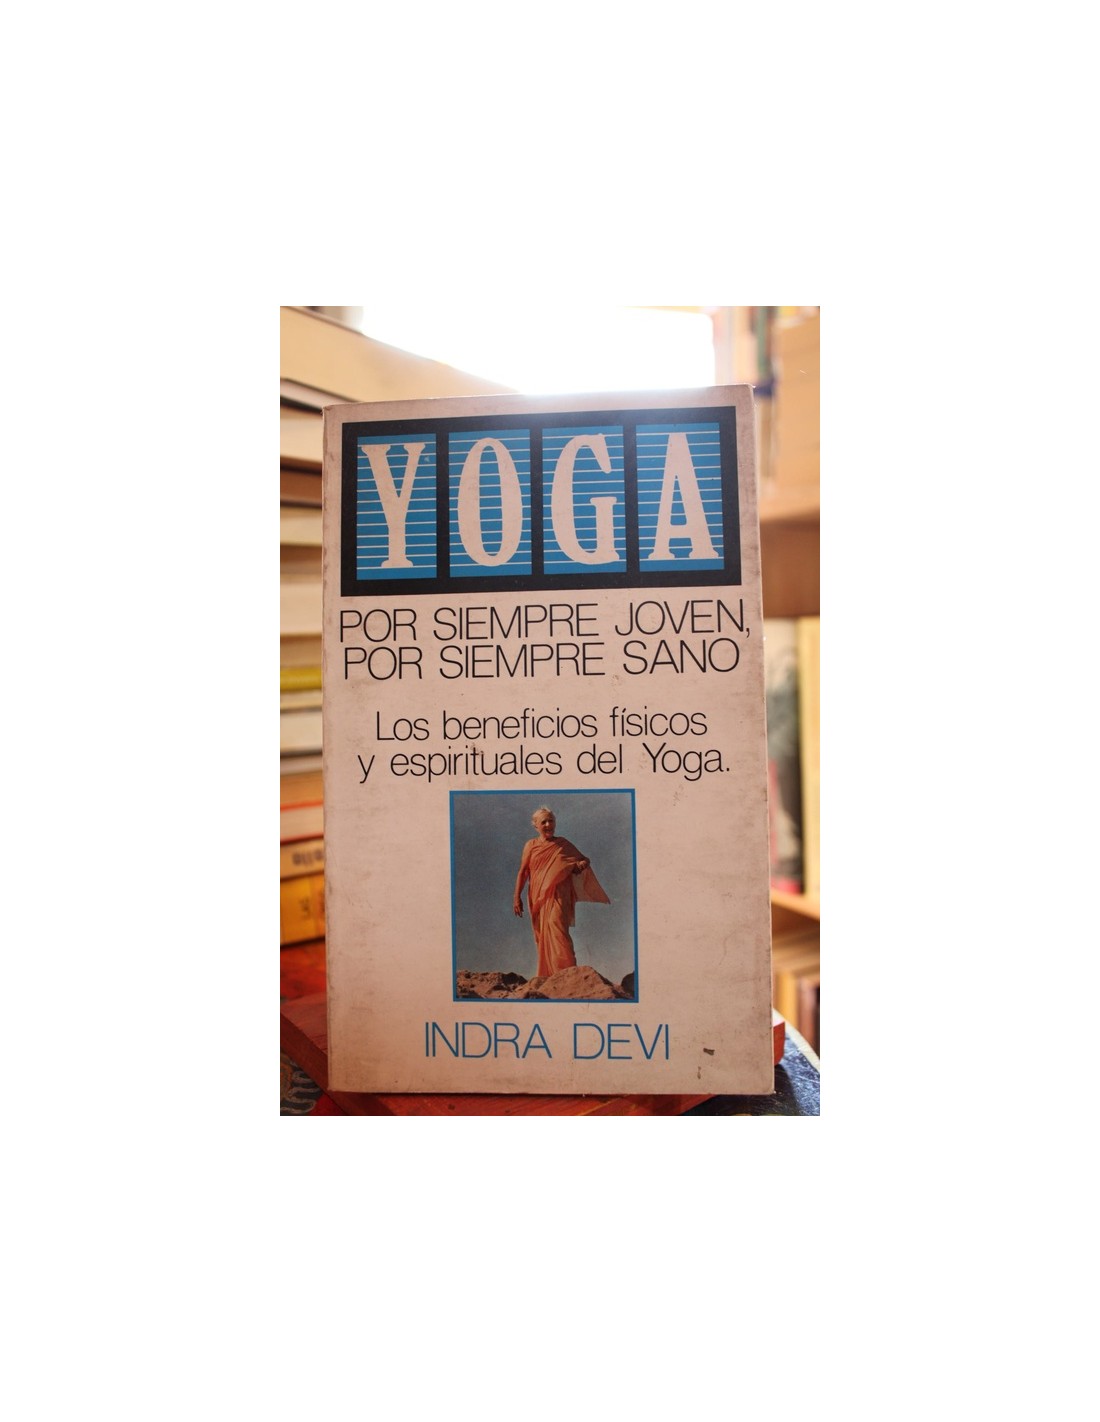 YOGA
POR SIEMPRE JOVEN,
POR SIEMPRE SANO
Los beneficios físicos
y espirituales del Yoga.
INDRA DEVI